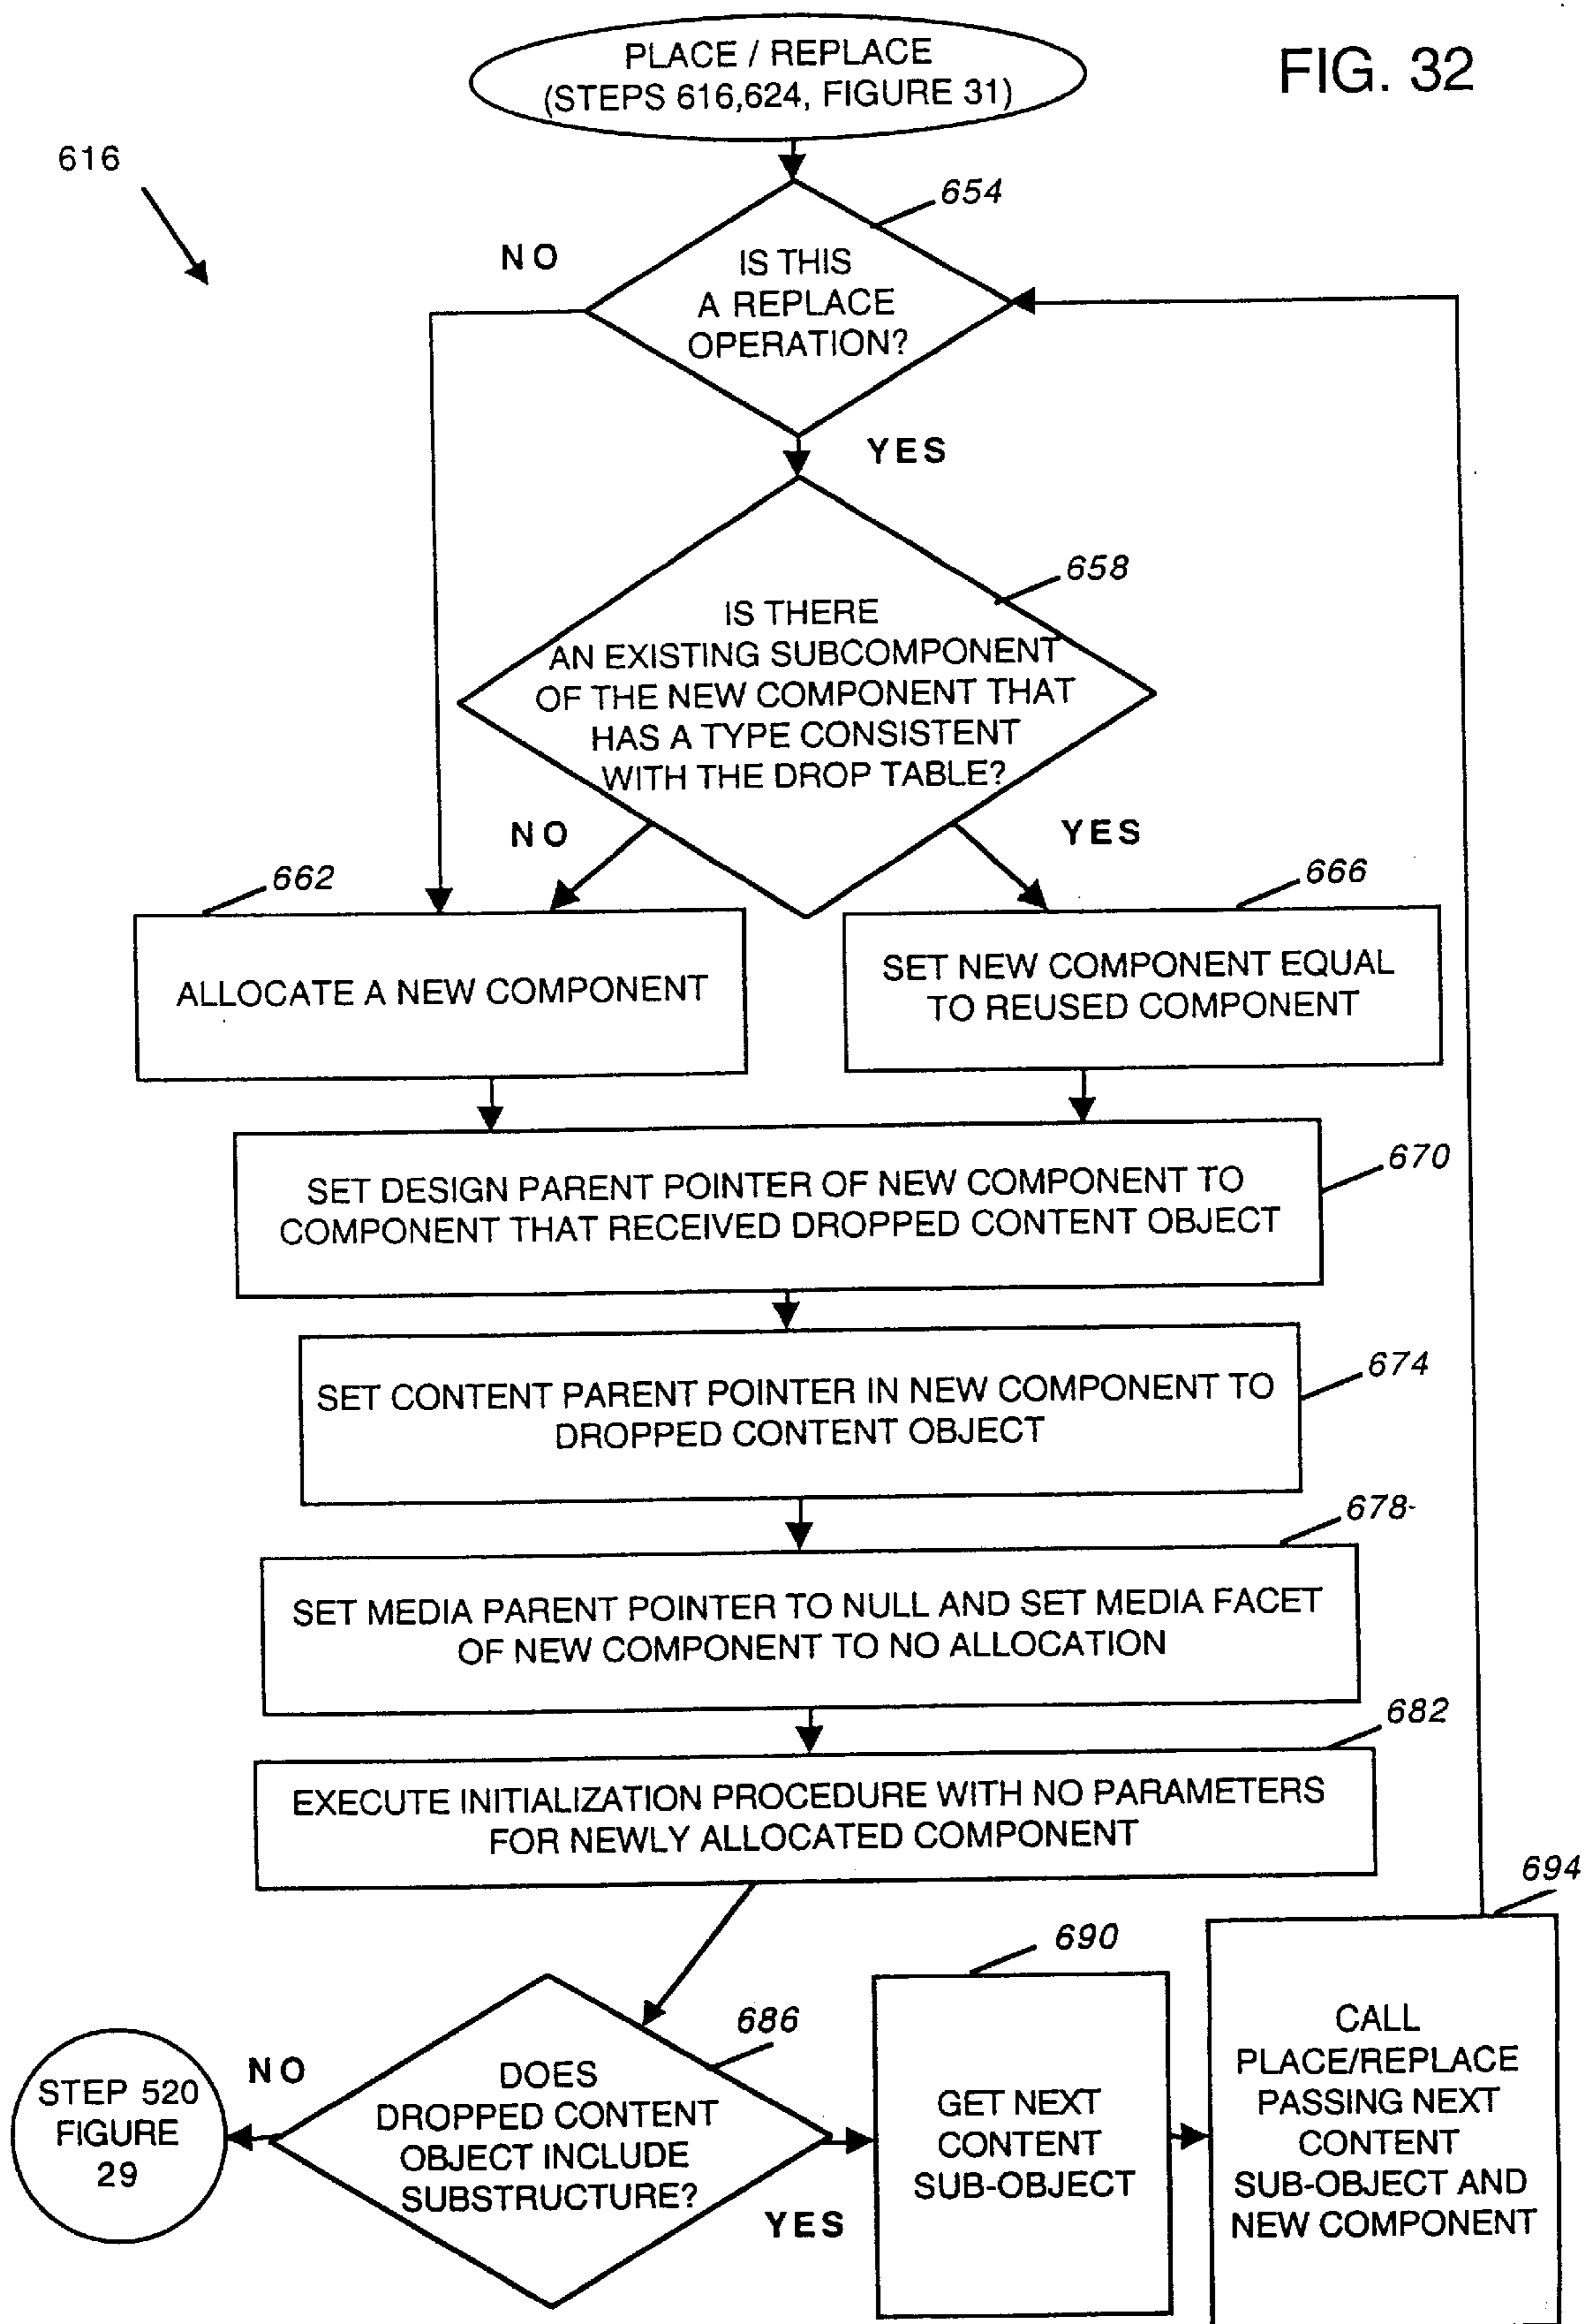 PLACE / REPLACE
(STEPS 616,624, FIGURE 31)
FIG. 32
616
654
NO
IS THIS
A REPLACE
OPERATION?
YES
658
IS THERE
AN EXISTING SUBCOMPONENT
OF THE NEW COMPONENT THAT
HAS A TYPE CONSISTENT
WITH THE DROP TABLE?
NO
YES
662
666
ALLOCATE A NEW COMPONENT
SET NEW COMPONENT EQUAL
TO REUSED COMPONENT
670
SET DESIGN PARENT POINTER OF NEW COMPONENT TO
COMPONENT THAT RECEIVED DROPPED CONTENT OBJECT
674
SET CONTENT PARENT POINTER IN NEW COMPONENT TO
DROPPED CONTENT OBJECT
678
SET MEDIA PARENT POINTER TO NULL AND SET MEDIA FACET
OF NEW COMPONENT TO NO ALLOCATION
682
EXECUTE INITIALIZATION PROCEDURE WITH NO PARAMETERS
FOR NEWLY ALLOCATED COMPONENT
694
690
686
NO
STEP 520
FIGURE
29
DOES
DROPPED CONTENT
OBJECT INCLUDE
SUBSTRUCTURE?
YES
GET NEXT
CONTENT
SUB-OBJECT
CALL
PLACE/REPLACE
PASSING NEXT
CONTENT
SUB-OBJECT AND
NEW COMPONENT